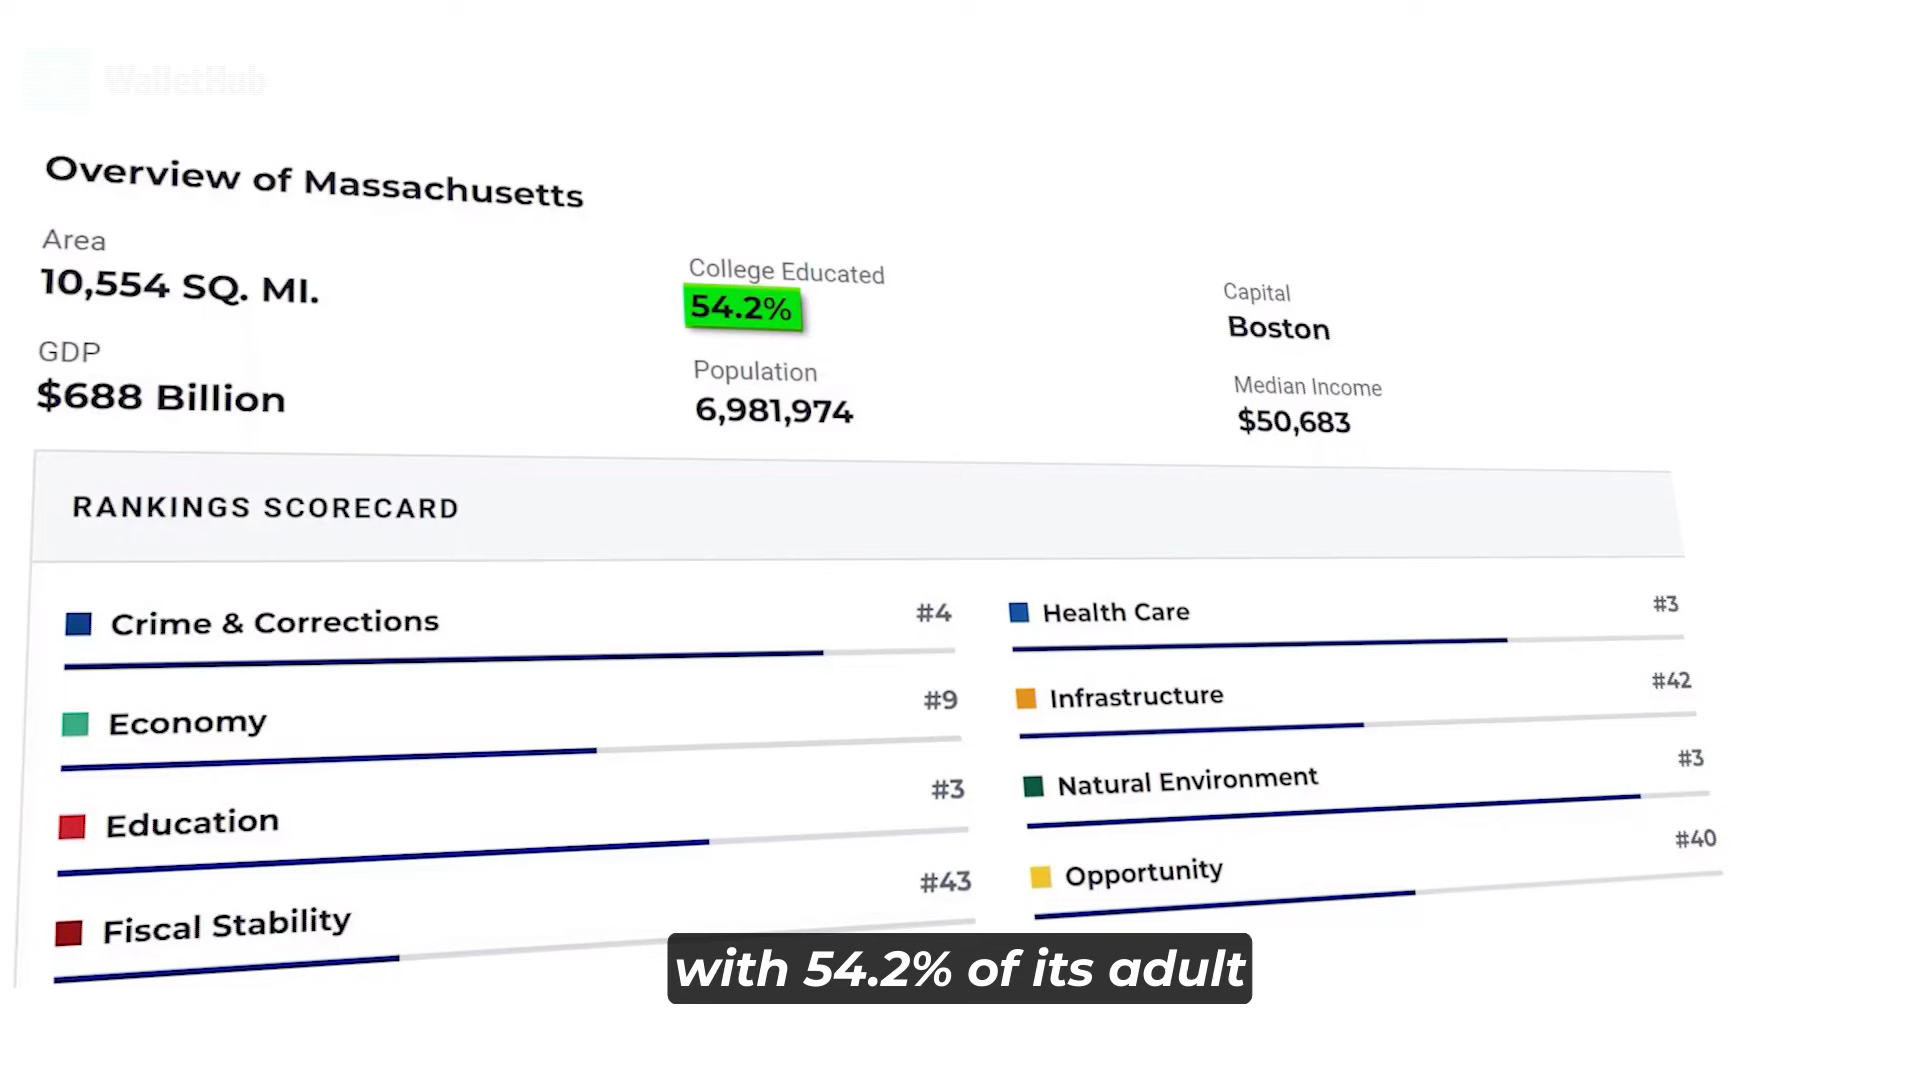 WalletHub
Overview of Massachusetts
Area
10,554 SQ. MI.
GDP
$688 Billion
College Educated
54.2%
Population
6,981,974
Capital
Boston
Median Income
$50,683
RANKINGS SCORECARD
Crime & Corrections #4
Economy #9
Education #3
Fiscal Stability #43
Health Care #3
Infrastructure #42
Natural Environment #3
Opportunity #40
with 54.2% of its adult